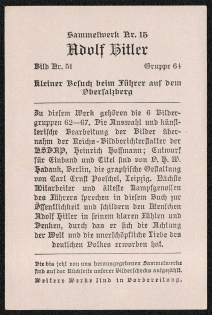 Sammelwerk Nr. 15
Adolf Hitler
Bild Nr. 51 Gruppe 64
Kleiner Besuch beim Führer auf dem
Obersalzberg
Zu diesem Werk gehören die 6 Bilder-
gruppen 62–67. Die Auswahl und künst-
lerische Bearbeitung der Bilder über-
nahm der Reichs-Bildberichterstatter der
NSDAP, Heinrich Hoffmann; Entwurf
für Einband und Titel sind von O. H. W.
Hadank, Berlin, die graphische Gestaltung
von Carl Ernst Poeschel, Leipzig. Nächste
Mitarbeiter und älteste Kampfgenossen
des Führers sprechen in diesem Buch zur
Öffentlichkeit und schildern den Menschen
Adolf Hitler in seinem klaren Fühlen und
Denken, durch das er sich die Achtung
der Welt und die unerschöpfliche Liebe des
deutschen Volkes erworben hat.
Die bis jetzt von uns herausgegebenen Sammelwerke
sind auf der Rückseite unserer Bilderschecks aufgezählt.
Weitere Werke sind in Vorbereitung.